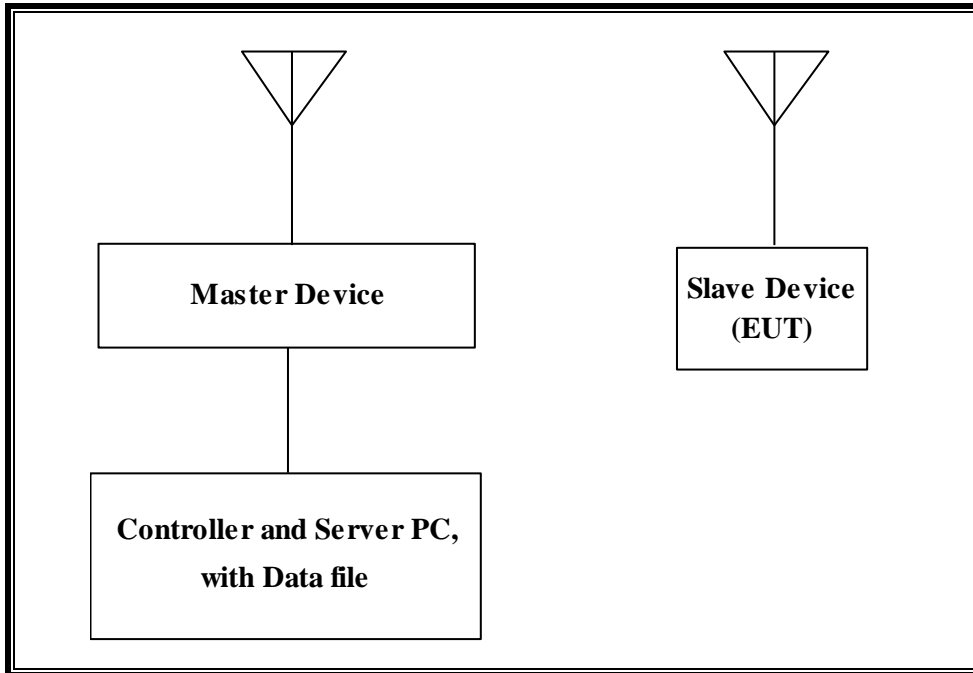 Master Device
Slave Device
(EUT)
Controller and Server PC,
with Data file